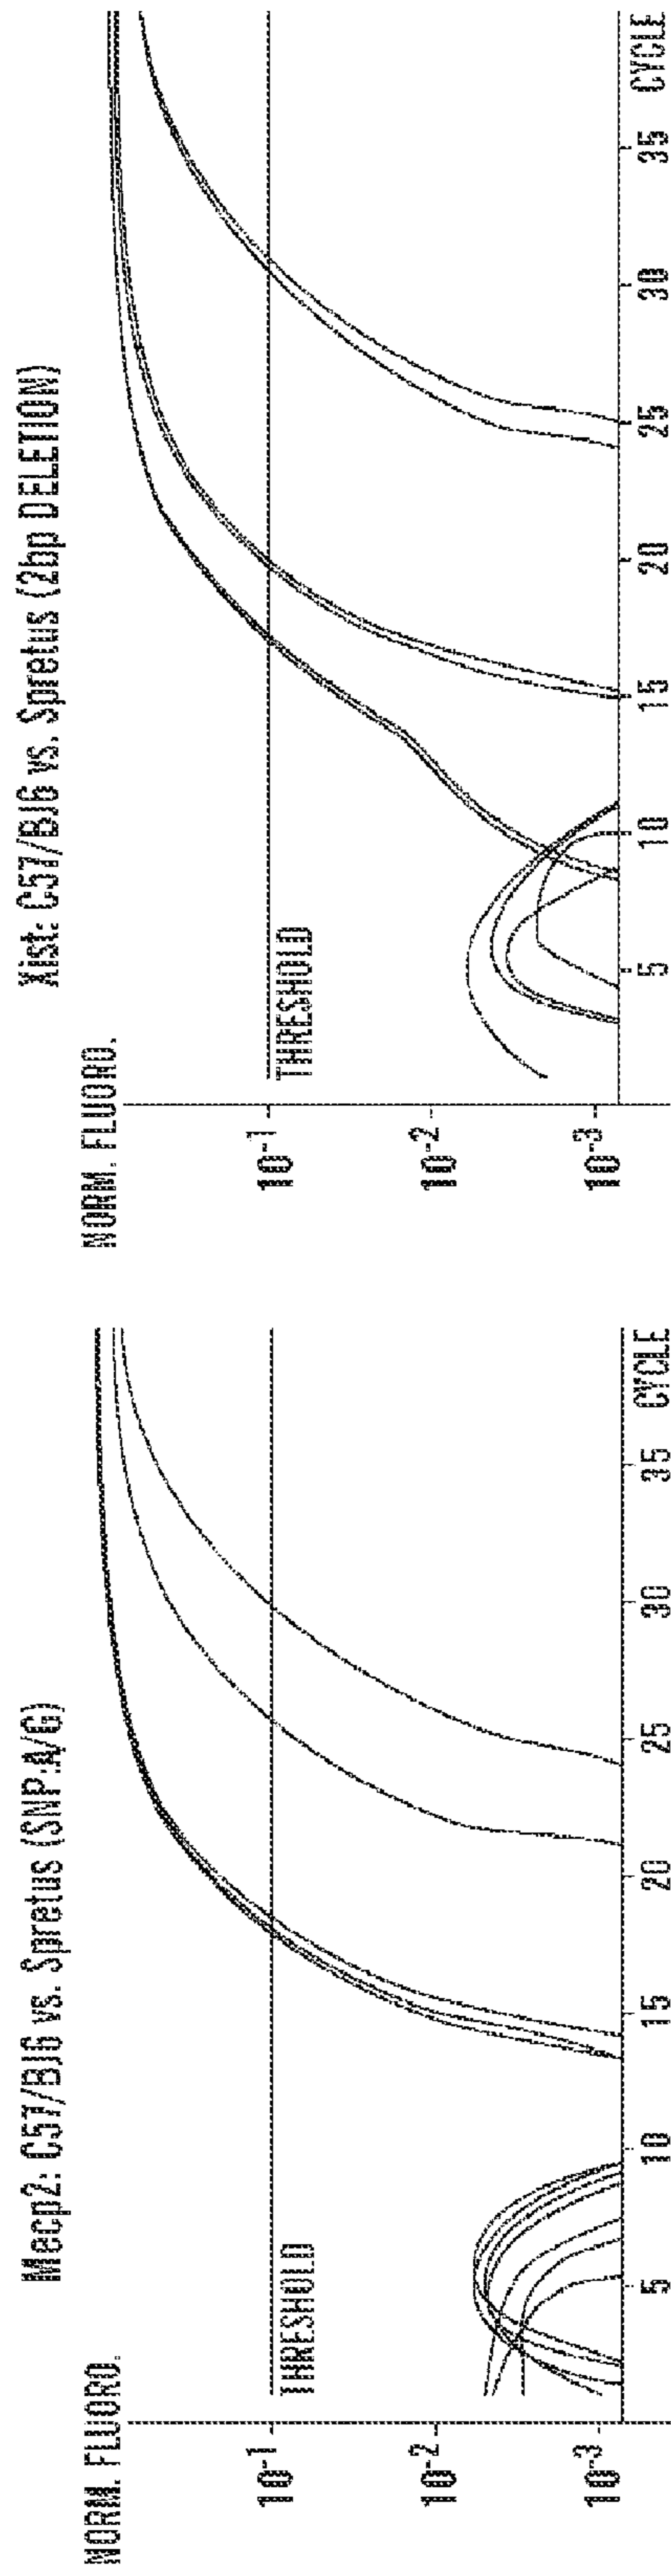 Mecp2: C57/BJ6 vs. Spretus (SNP:A/G)
NORM. FLUORO.
10-1
10-2
10-3
THRESHOLD
5 10 15 20 25 30 35 CYCLE
Xist: C57/BJ6 vs. Spretus (2bp DELETION)
NORM. FLUORO.
10-1
10-2
10-3
THRESHOLD
5 10 15 20 25 30 35 CYCLE